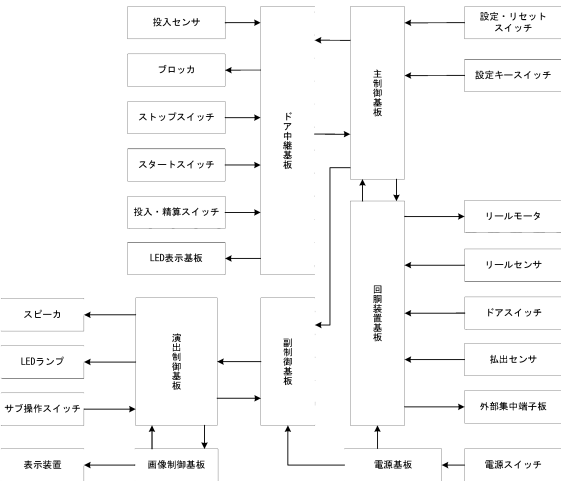 投入センサ
ブロッカ
ストップスイッチ
スタートスイッチ
投入・精算スイッチ
LED表示基板
ドア中継基板
主制御基板
設定・リセット
スイッチ
設定キースイッチ
リールモータ
リールセンサ
ドアスイッチ
払出センサ
外部集中端子板
回胴装置基板
スピーカ
LEDランプ
サブ操作スイッチ
表示装置
演出制御基板
副制御基板
画像制御基板
電源基板
電源スイッチ